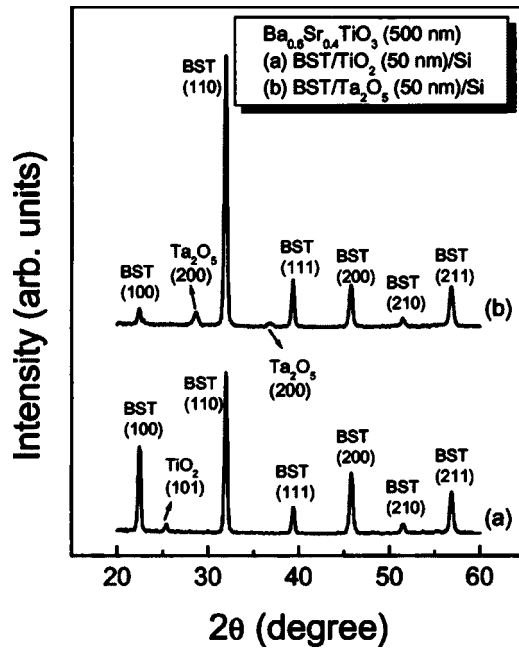 Ba₀.₆Sr₀.₄TiO₃ (500 nm)
(a) BST/TiO₂ (50 nm)/Si
(b) BST/Ta₂O₅ (50 nm)/Si
BST
(110)
Ta₂O₅
(200)
BST
(100)
BST
(111)
BST
(200)
BST
(210)
BST
(211)
(b)
Ta₂O₅
(200)
BST
(110)
BST
(100)
TiO₂
(101)
BST
(111)
BST
(200)
BST
(210)
BST
(211)
(a)
Intensity (arb. units)
20 30 40 50 60
2θ (degree)